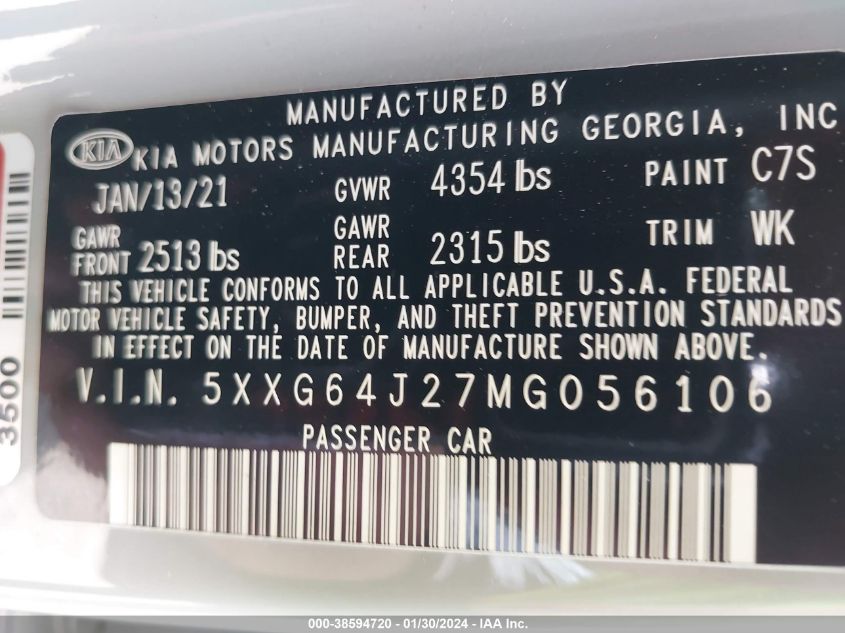 MANUFACTURED BY
KIA KIA MOTORS MANUFACTURING GEORGIA, INC
JAN/13/21 GVWR 4354 lbs PAINT C7S
GAWR FRONT 2513 lbs GAWR REAR 2315 lbs TRIM WK
THIS VEHICLE CONFORMS TO ALL APPLICABLE U.S.A. FEDERAL
MOTOR VEHICLE SAFETY, BUMPER, AND THEFT PREVENTION STANDARDS
IN EFFECT ON THE DATE OF MANUFACTURE SHOWN ABOVE.
V.I.N. 5XXG64J27MG056106
PASSENGER CAR
3500
000-38594720 - 01/30/2024 - IAA Inc.